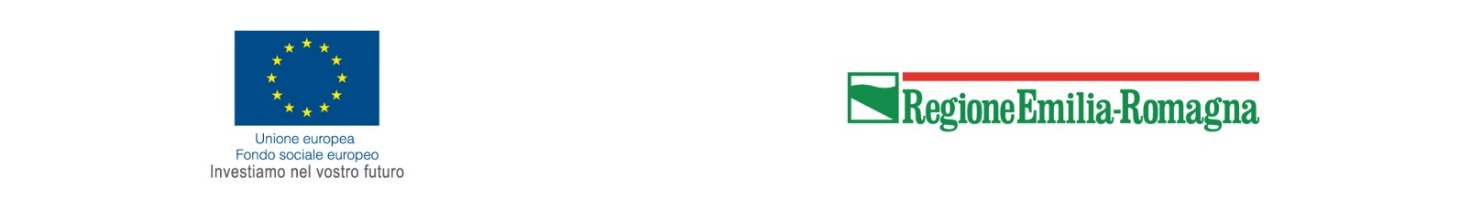 Unione europea
Fondo sociale europeo
Investiamo nel vostro futuro
RegioneEmilia-Romagna